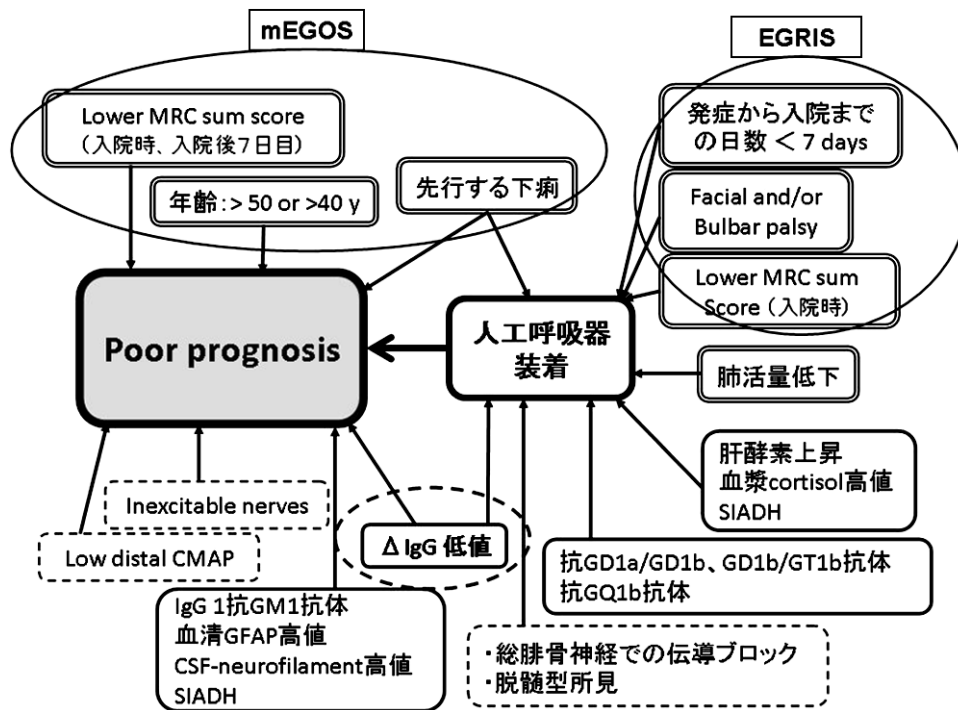 mEGOS
EGRIS
Lower MRC sum score
（入院時、入院後7日目）
年齢：> 50 or >40 y
先行する下痢
発症から入院まで
の日数 < 7 days
Facial and/or
Bulbar palsy
Lower MRC sum
Score（入院時）
Poor prognosis
人工呼吸器
装着
肺活量低下
肝酵素上昇
血漿cortisol高値
SIADH
Inexcitable nerves
Low distal CMAP
Δ IgG 低値
抗GD1a/GD1b、GD1b/GT1b抗体
抗GQ1b抗体
IgG 1抗GM1抗体
血清GFAP高値
CSF-neurofilament高値
SIADH
・総腓骨神経での伝導ブロック
・脱髄型所見